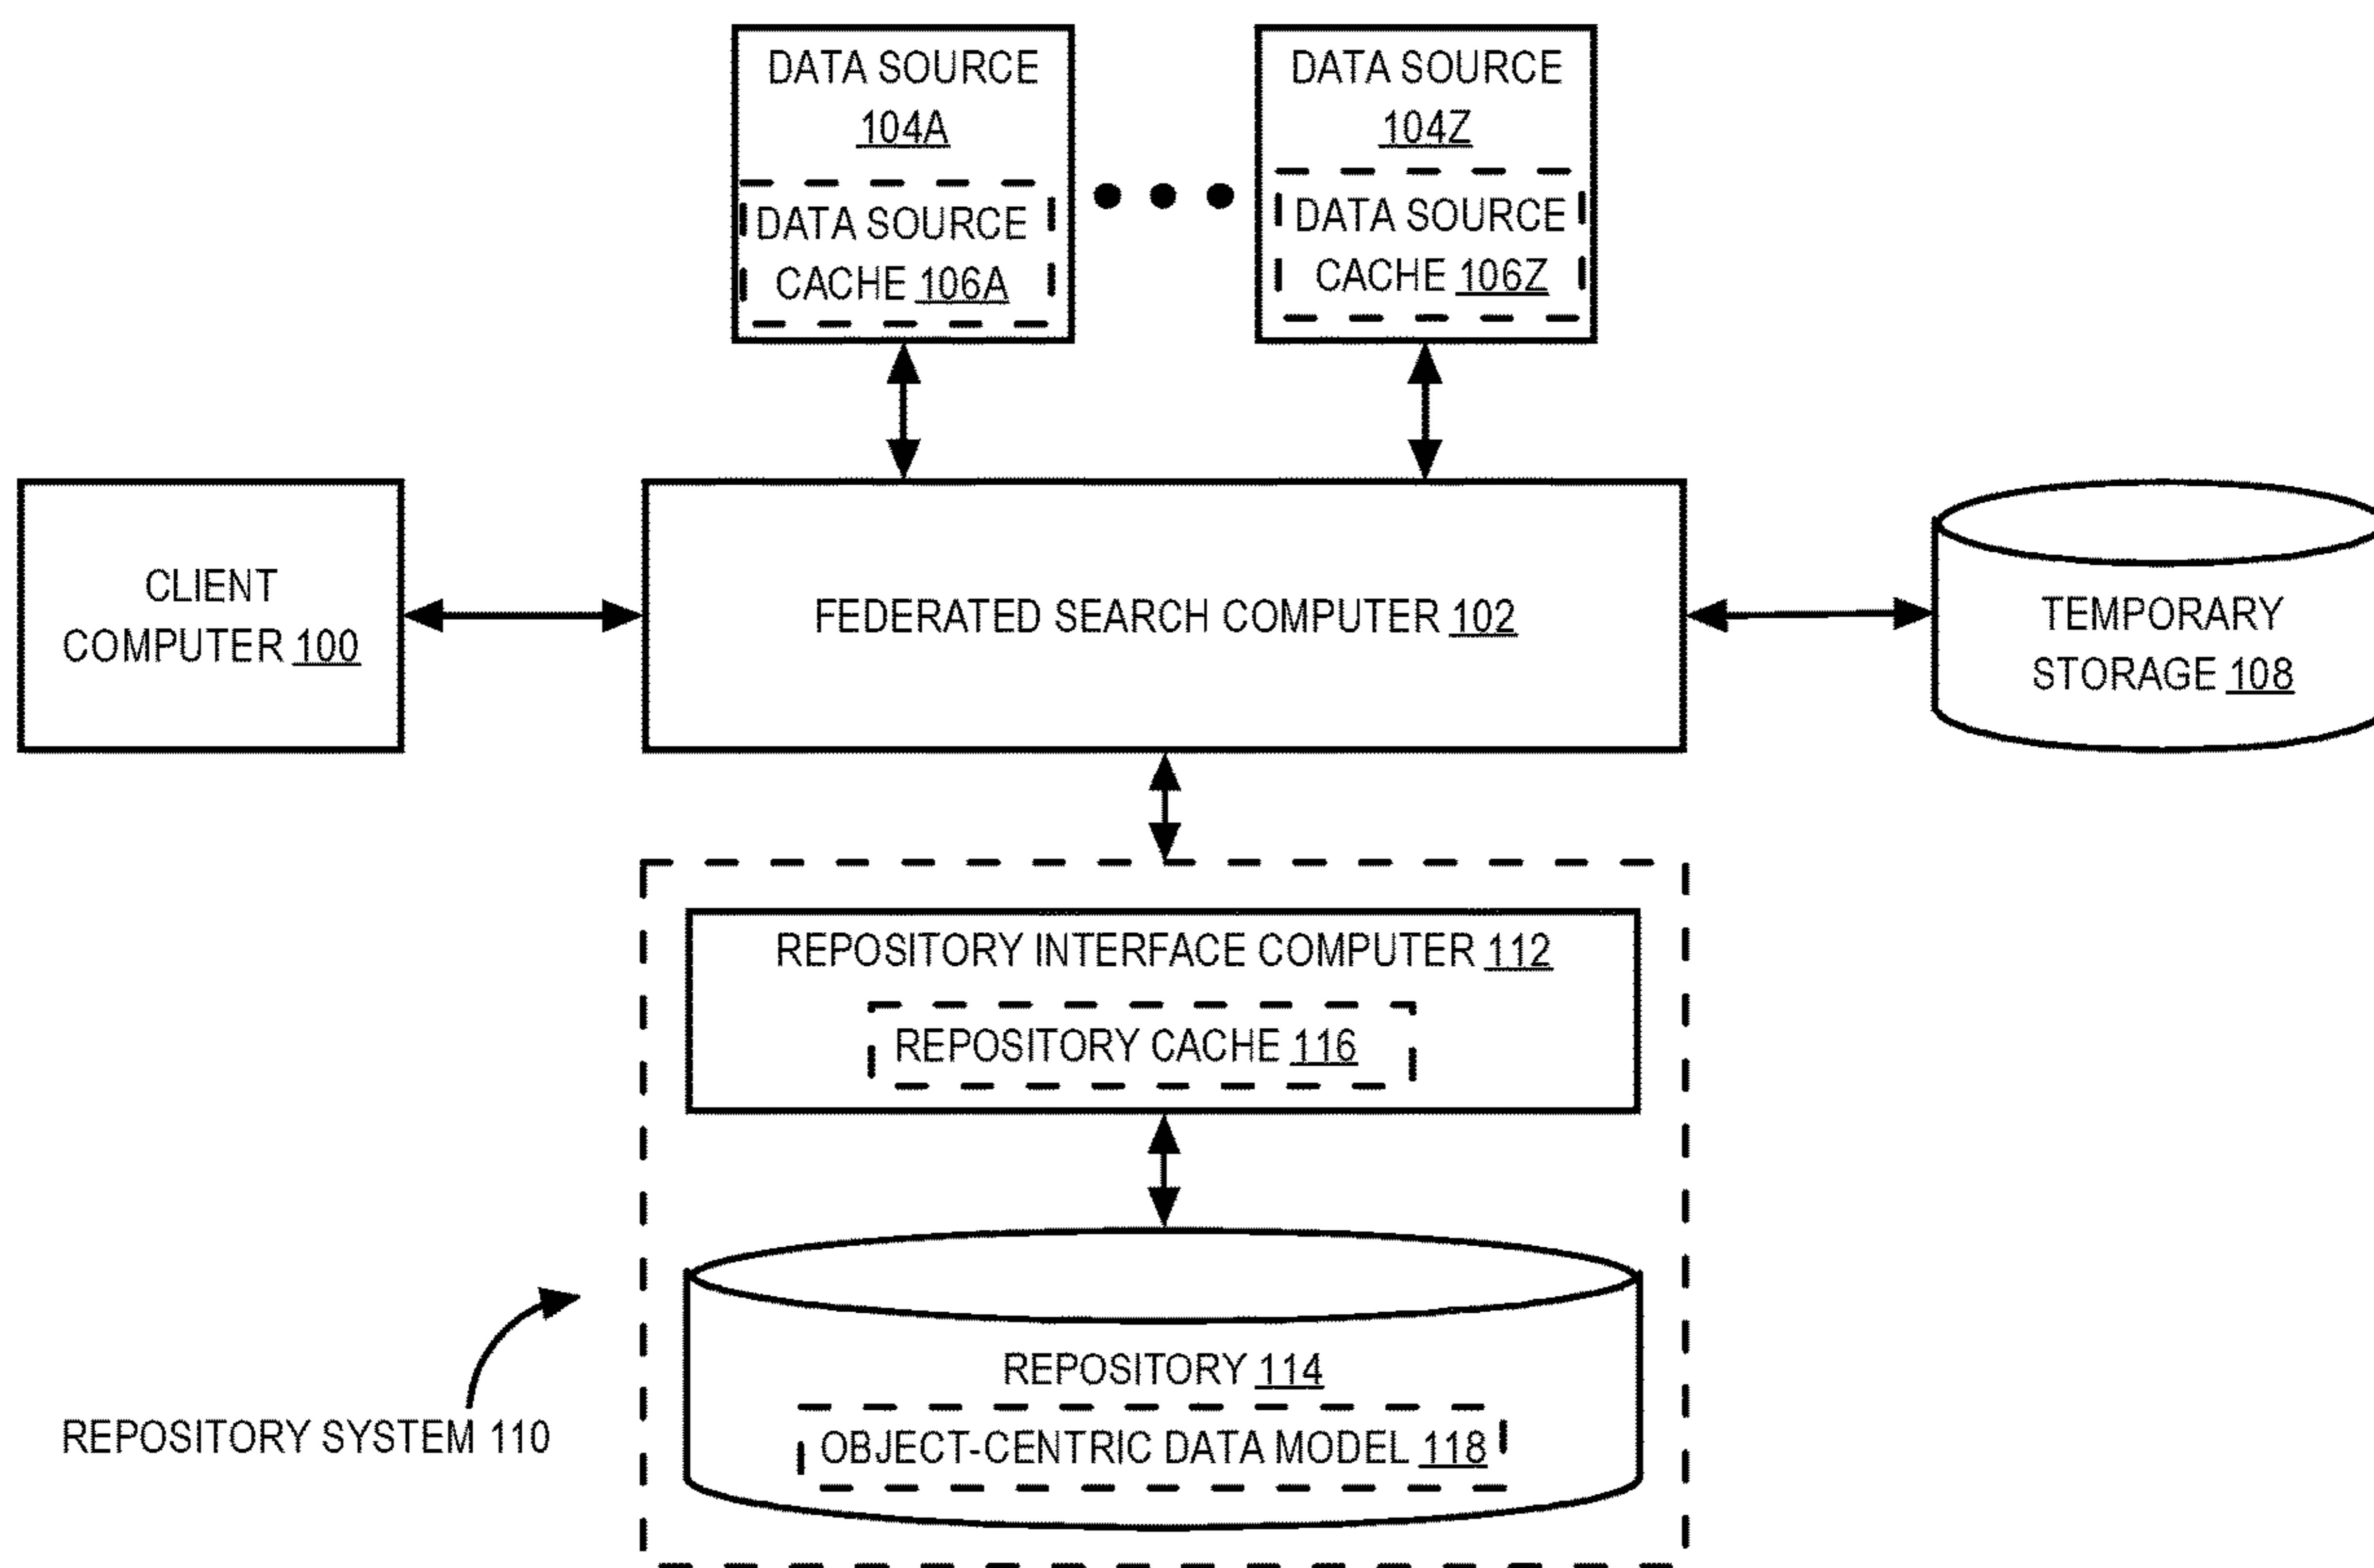 DATA SOURCE
104A
DATA SOURCE
CACHE 106A
DATA SOURCE
104Z
DATA SOURCE
CACHE 106Z
CLIENT
COMPUTER 100
FEDERATED SEARCH COMPUTER 102
TEMPORARY
STORAGE 108
REPOSITORY INTERFACE COMPUTER 112
REPOSITORY CACHE 116
REPOSITORY 114
OBJECT-CENTRIC DATA MODEL 118
REPOSITORY SYSTEM 110